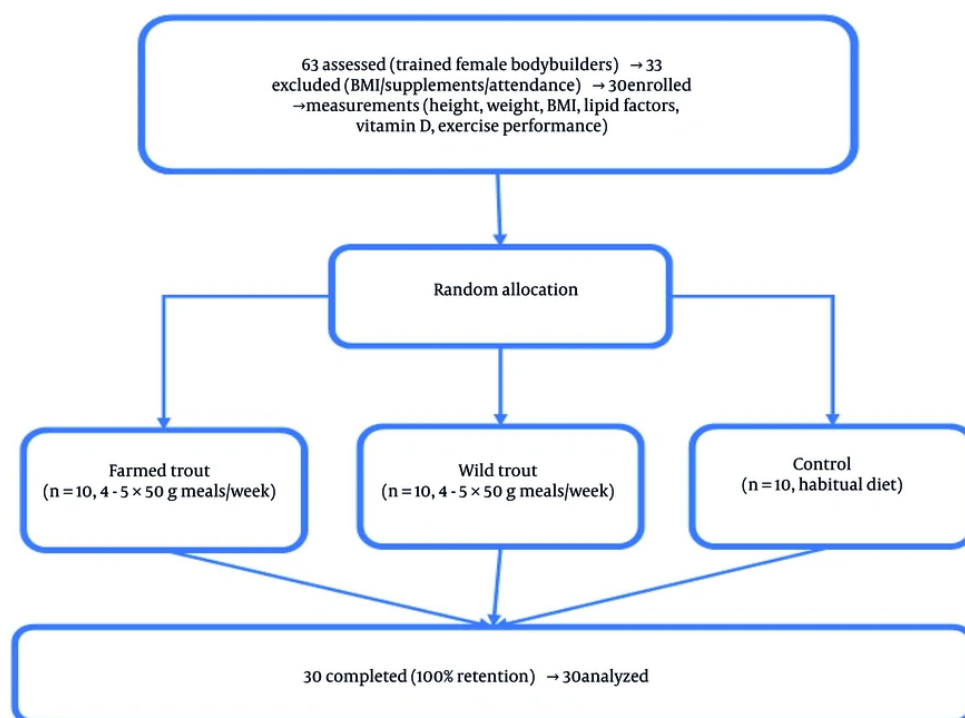 63 assessed (trained female bodybuilders) → 33
excluded (BMI/supplements/attendance) → 30enrolled
→measurements (height, weight, BMI, lipid factors,
vitamin D, exercise performance)
Random allocation
Farmed trout
(n = 10, 4 - 5 × 50 g meals/week)
Wild trout
(n = 10, 4 - 5 × 50 g meals/week)
Control
(n = 10, habitual diet)
30 completed (100% retention) → 30analyzed